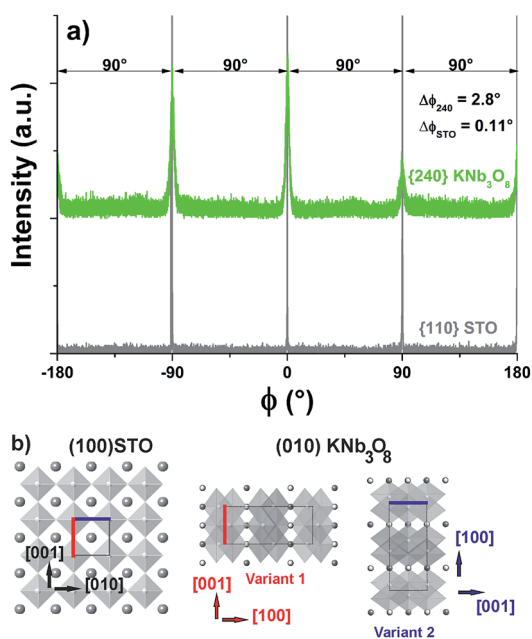 a)
90° 90° 90° 90°
Δϕ240 = 2.8°
ΔϕSTO = 0.11°
{240} KNb3O8
{110} STO
Intensity (a.u.)
-180 -90 0 90 180
ϕ (°)
b) (100)STO (010) KNb3O8
[001]
[010]
Variant 1
[001]
[100]
[100]
[001]
Variant 2